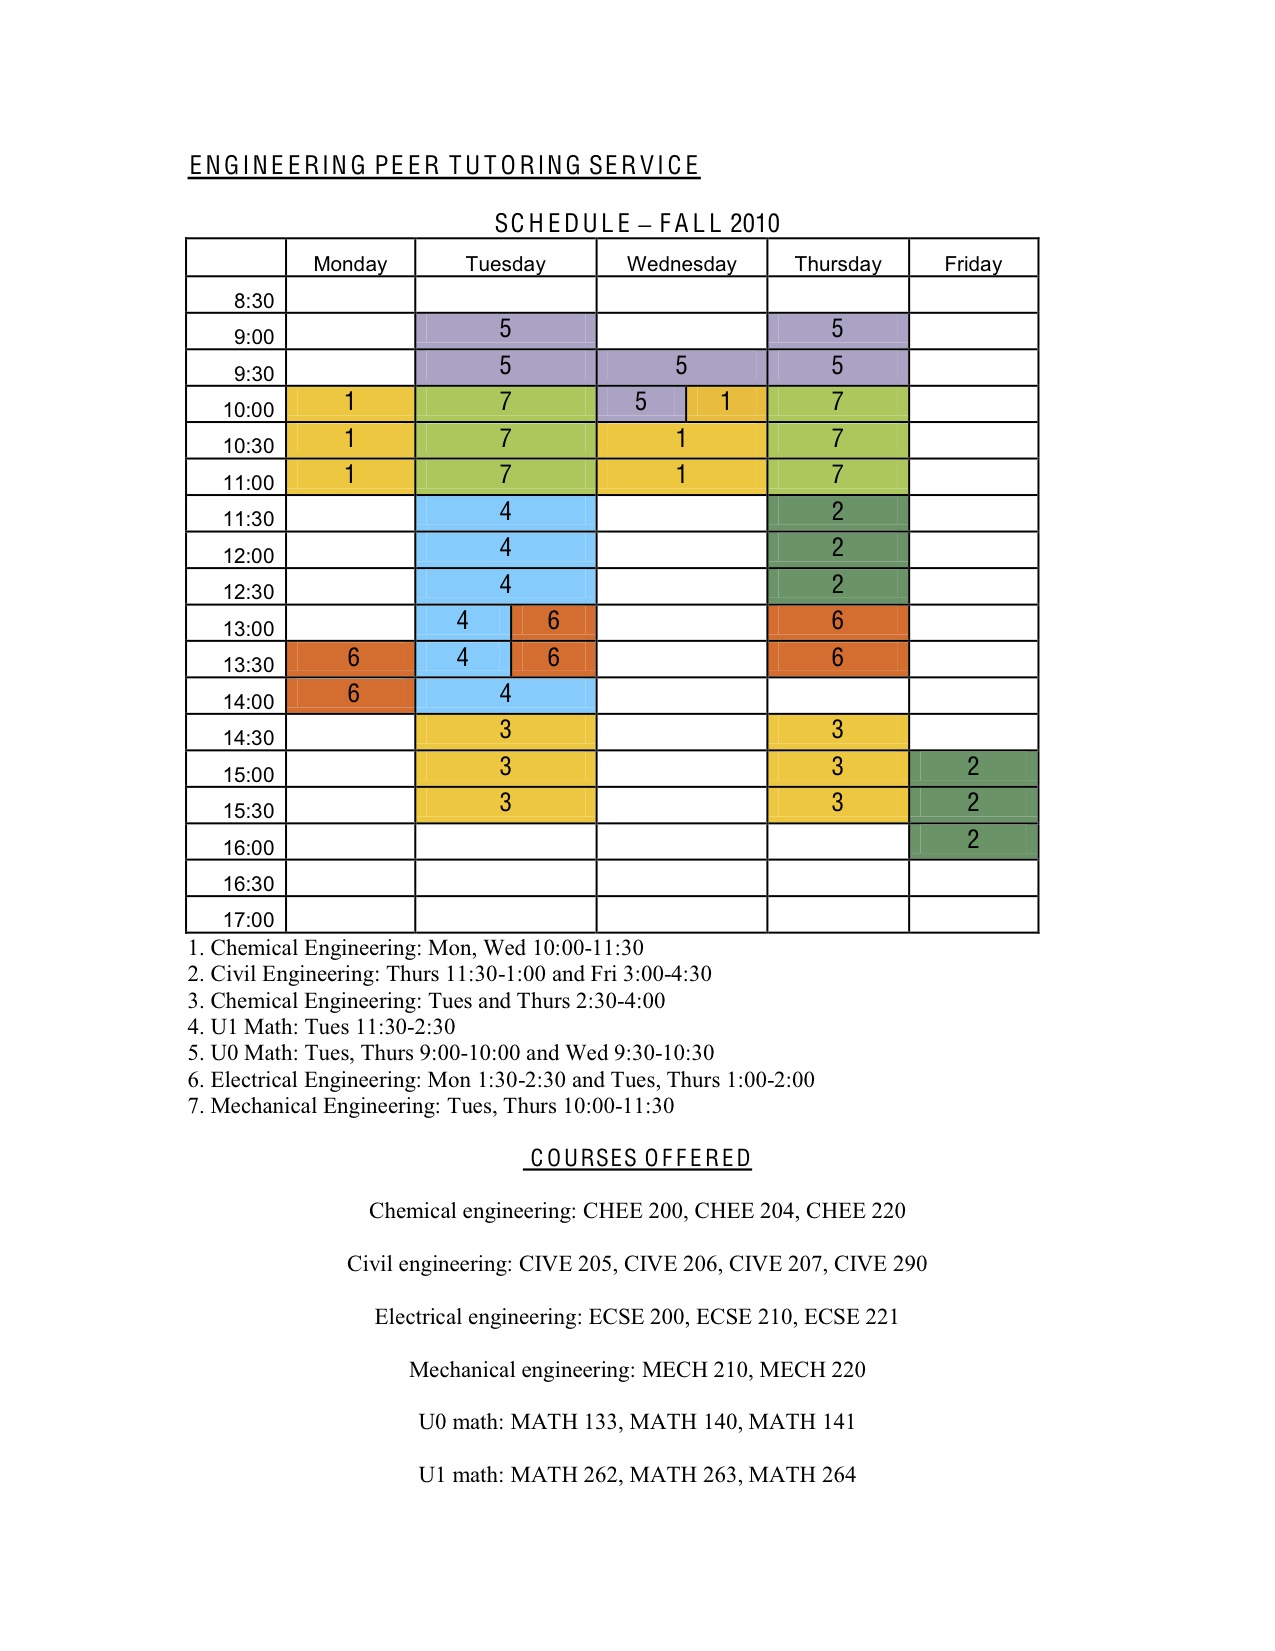 ENGINEERING PEER TUTORING SERVICE
SCHEDULE – FALL 2010
Monday Tuesday Wednesday Thursday Friday
8:30
9:00 5 5
9:30 5 5 5
10:00 1 7 5 1 7
10:30 1 7 1 7
11:00 1 7 1 7
11:30 4 2
12:00 4 2
12:30 4 2
13:00 4 6 6
13:30 6 4 6 6
14:00 6 4
14:30 3 3
15:00 3 3 2
15:30 3 3 2
16:00 2
16:30
17:00
1. Chemical Engineering: Mon, Wed 10:00-11:30
2. Civil Engineering: Thurs 11:30-1:00 and Fri 3:00-4:30
3. Chemical Engineering: Tues and Thurs 2:30-4:00
4. U1 Math: Tues 11:30-2:30
5. U0 Math: Tues, Thurs 9:00-10:00 and Wed 9:30-10:30
6. Electrical Engineering: Mon 1:30-2:30 and Tues, Thurs 1:00-2:00
7. Mechanical Engineering: Tues, Thurs 10:00-11:30
COURSES OFFERED
Chemical engineering: CHEE 200, CHEE 204, CHEE 220
Civil engineering: CIVE 205, CIVE 206, CIVE 207, CIVE 290
Electrical engineering: ECSE 200, ECSE 210, ECSE 221
Mechanical engineering: MECH 210, MECH 220
U0 math: MATH 133, MATH 140, MATH 141
U1 math: MATH 262, MATH 263, MATH 264